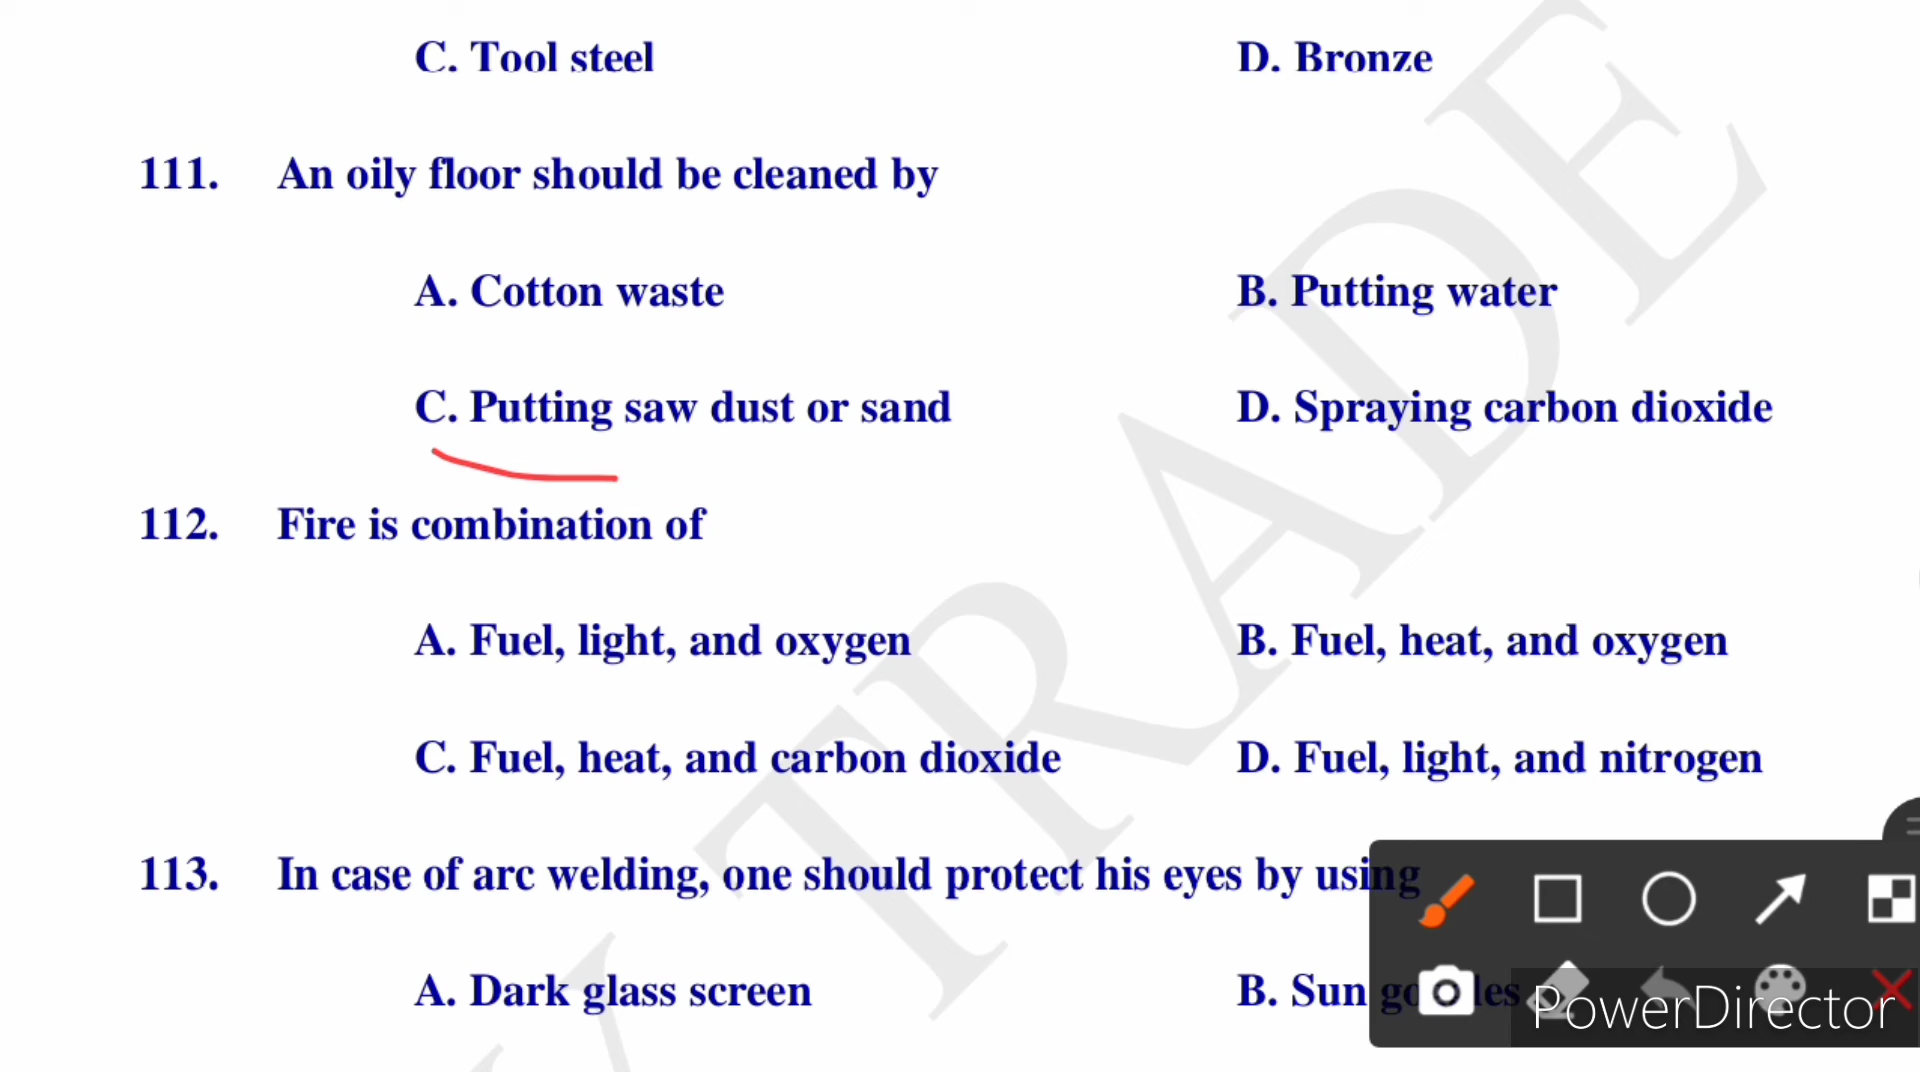 C. Tool steel
D. Bronze
111. An oily floor should be cleaned by
A. Cotton waste
B. Putting water
C. Putting saw dust or sand
D. Spraying carbon dioxide
112. Fire is combination of
A. Fuel, light, and oxygen
B. Fuel, heat, and oxygen
C. Fuel, heat, and carbon dioxide
D. Fuel, light, and nitrogen
113. In case of arc welding, one should protect his eyes by using
A. Dark glass screen
B. Sun
TRADE
PowerDirector